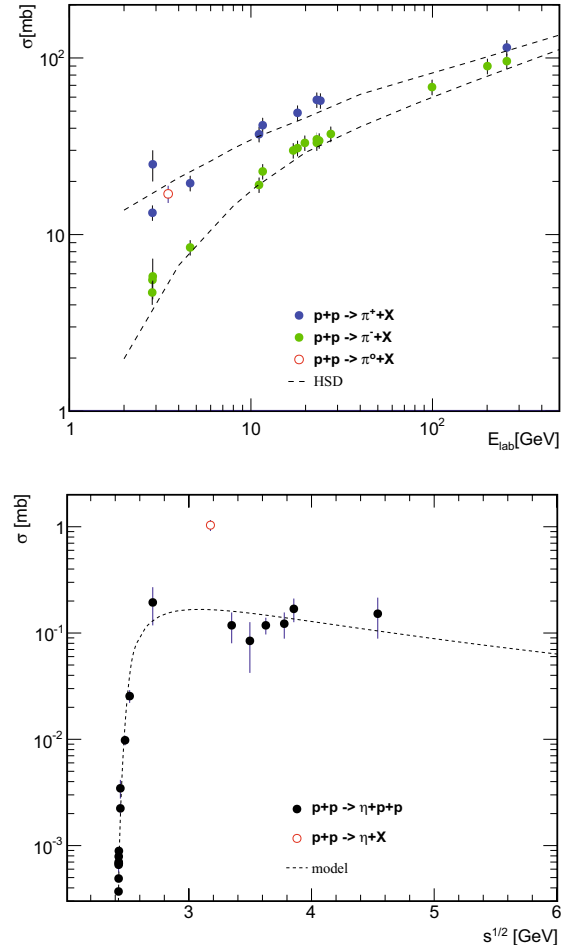 σ [mb]
10²
10
1
p+p -> π⁺+X
p+p -> π⁻+X
p+p -> π⁰+X
HSD
1 10 10²
E_lab[GeV]
σ [mb]
1
10⁻¹
10⁻²
10⁻³
p+p -> η+p+p
p+p -> η+X
model
3 4 5 6
s^1/2 [GeV]